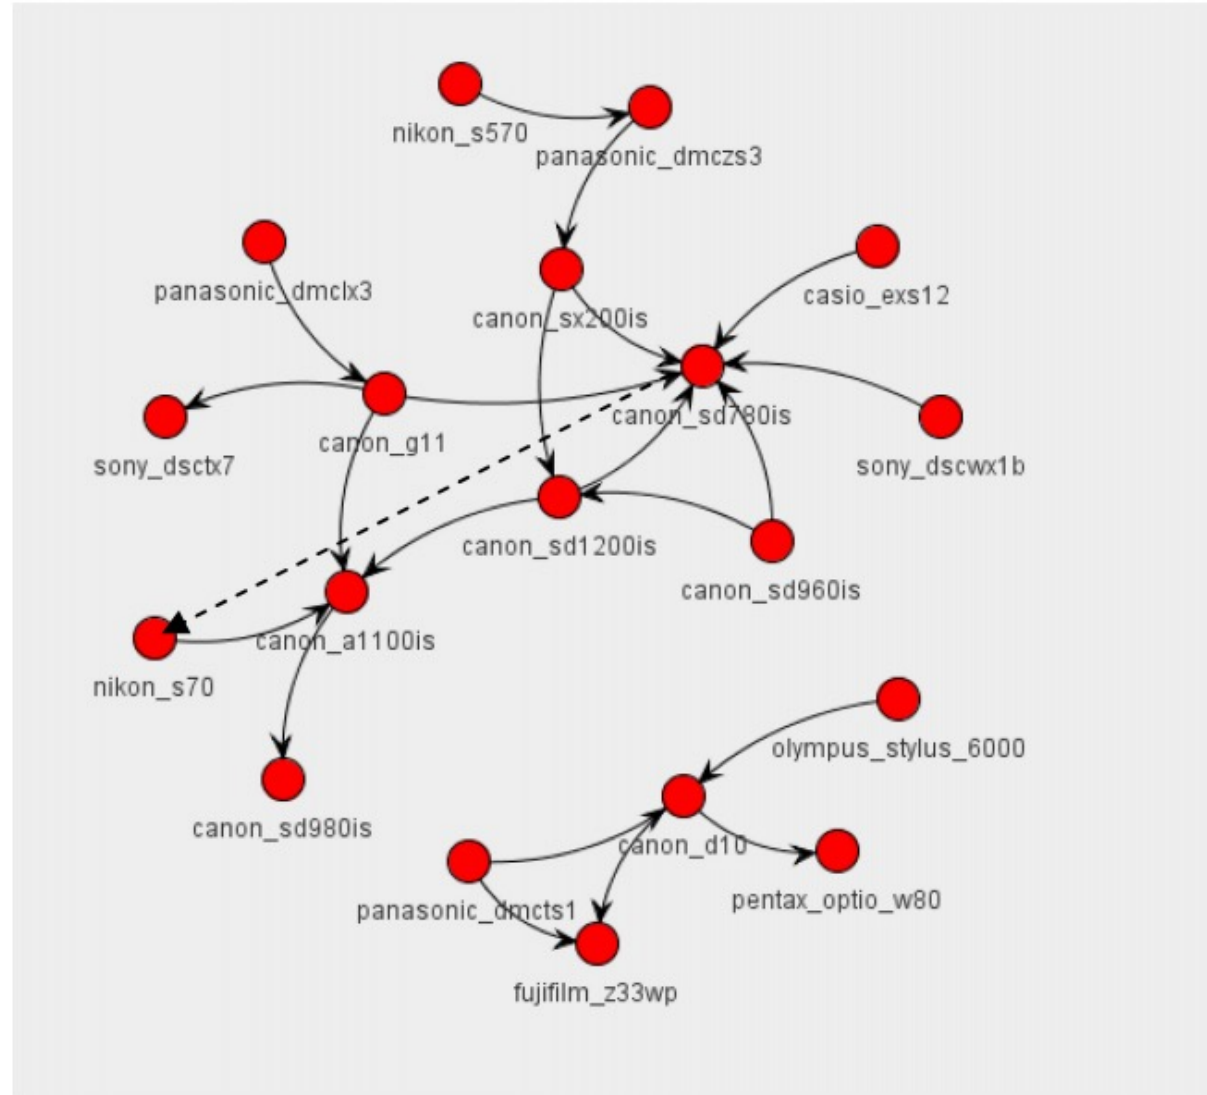 nikon_s570
panasonic_dmczs3
panasonic_dmclx3
casio_exs12
canon_sx200is
canon_sd780is
canon_g11
sony_dsctx7
sony_dscwx1b
canon_sd1200is
canon_sd960is
canon_a1100is
nikon_s70
olympus_stylus_6000
canon_sd980is
canon_d10
pentax_optio_w80
panasonic_dmcts1
fujifilm_z33wp